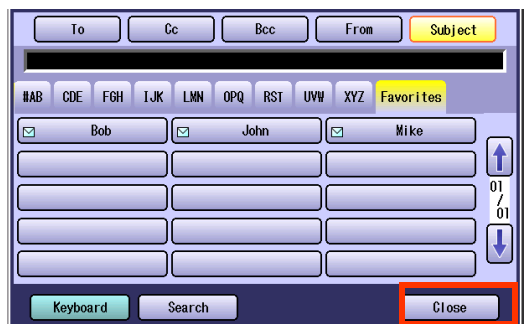 To Cc Bcc From Subject
#AB CDE FGH IJK LMN OPQ RST UVW XYZ Favorites
Bob John Mike
01
/
01
Keyboard Search Close